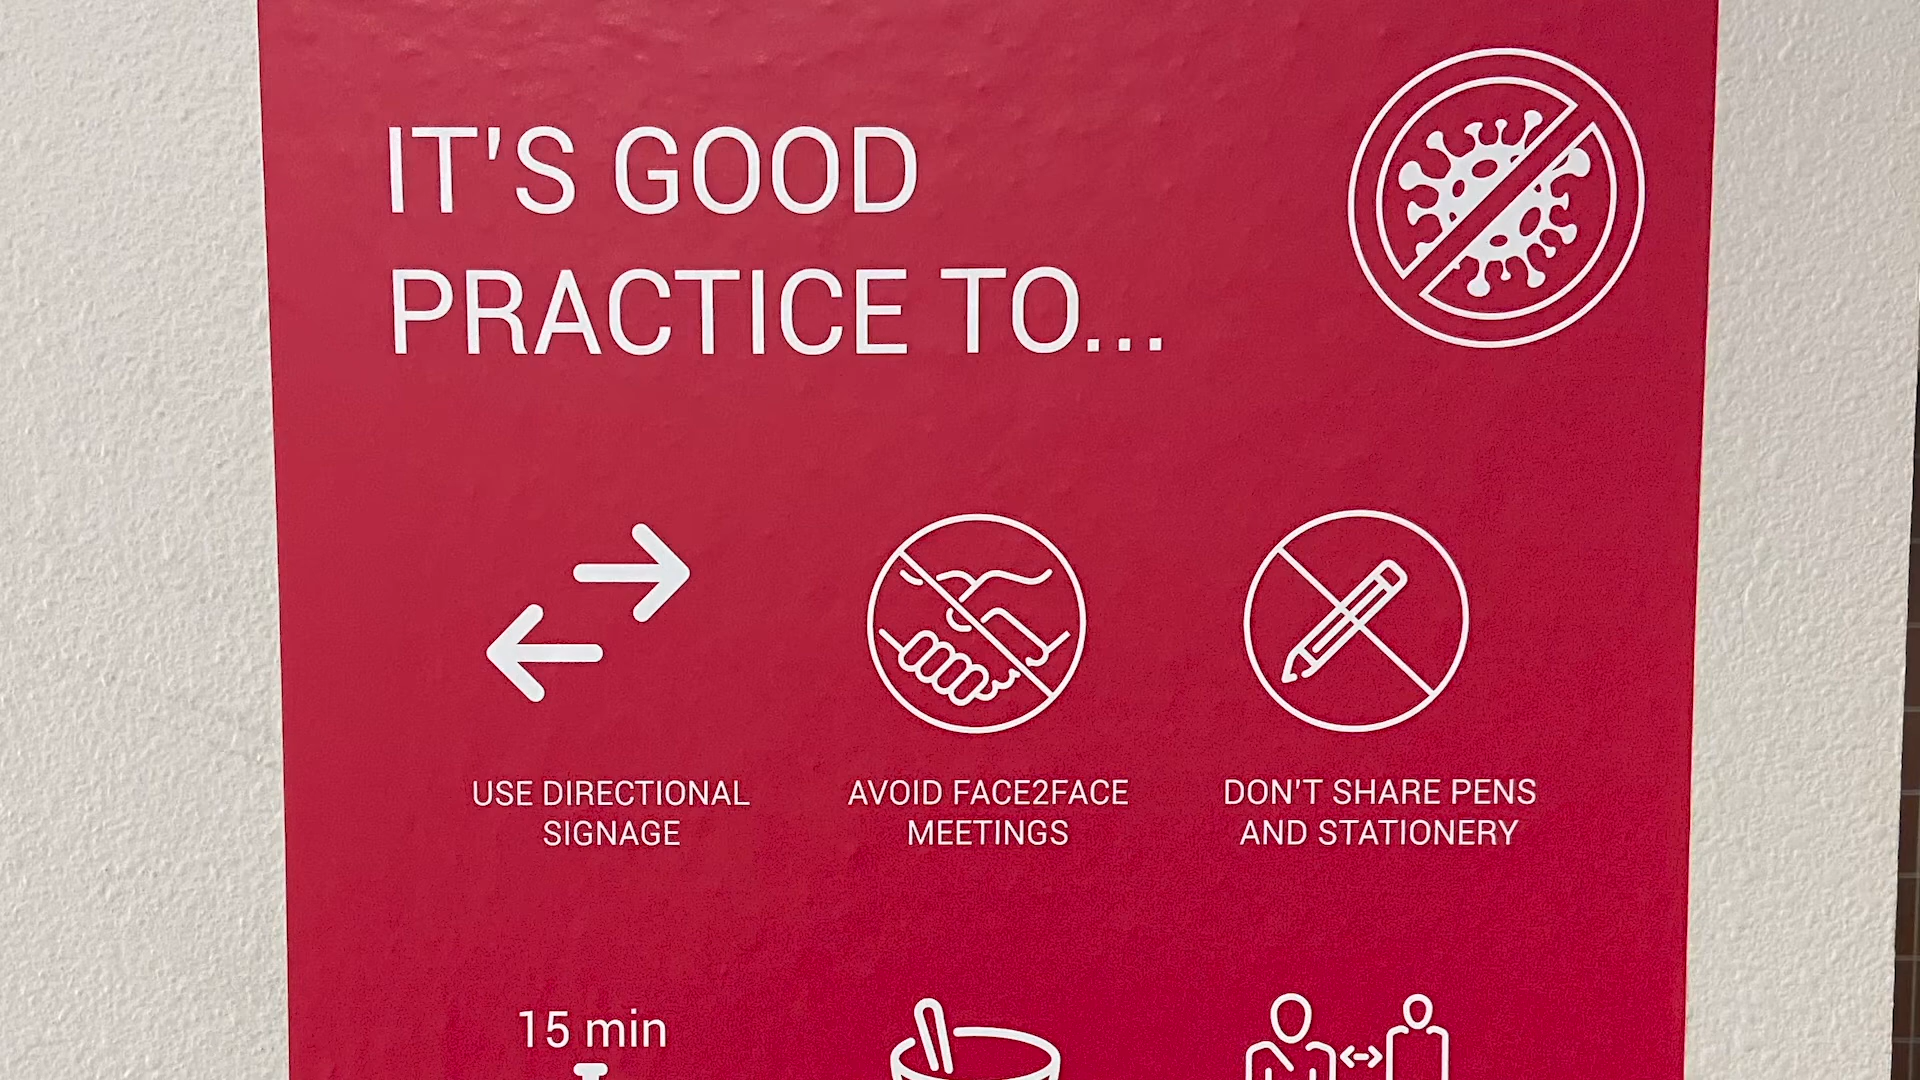 IT'S GOOD
PRACTICE TO...
USE DIRECTIONAL
SIGNAGE
AVOID FACE2FACE
MEETINGS
DON'T SHARE PENS
AND STATIONERY
15 min